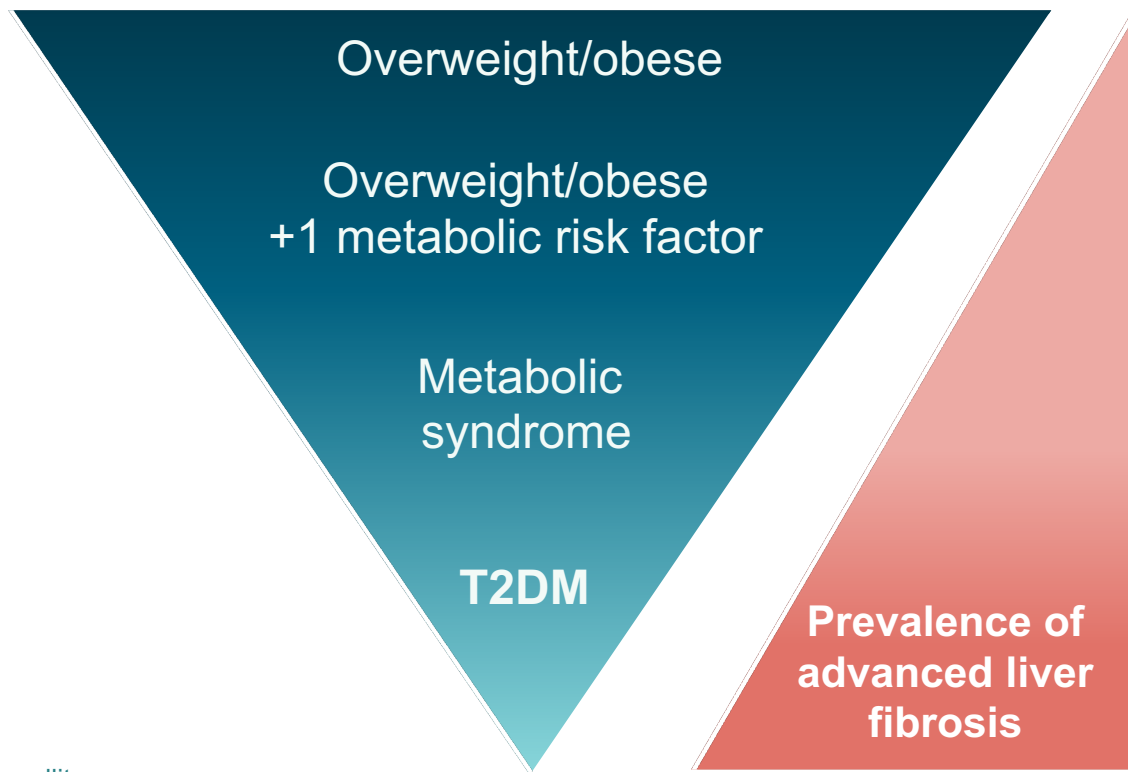 Overweight/obese
Overweight/obese
+1 metabolic risk factor
Metabolic
syndrome
T2DM
Prevalence of
advanced liver
fibrosis